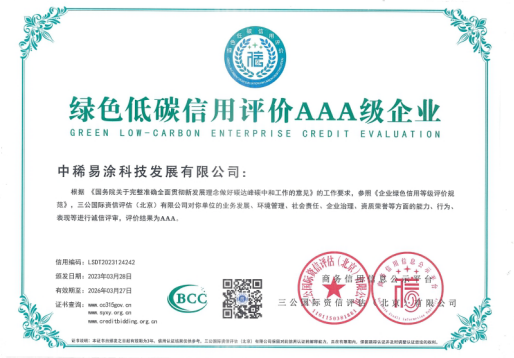 绿色低碳信用评价AAA级企业
GREEN LOW-CARBON ENTERPRISE CREDIT EVALUATION
中稀易涂科技发展有限公司：
根据 《国务院关于完整准确全面贯彻新发展理念做好碳达峰碳中和工作的意见》的工作要求，参照《企业绿色信用等级评价规
范》，三公国际资信评估（北京）有限公司对你单位的业务发展、环境管理、社会责任、企业治理、资质荣誉等方面的能力、行为、
表现等进行诚信评审，评价结果为AAA。
信用编码：LSDT2023124242
颁发日期：2023年03月28日
有效期至：2026年03月27日
证书查询：www.cc315gov.cn
www.syxy.org.cn
www.creditbidding.org.cn
BCC
商务信用信息公示平台
三公国际资信评估（北京）有限公司